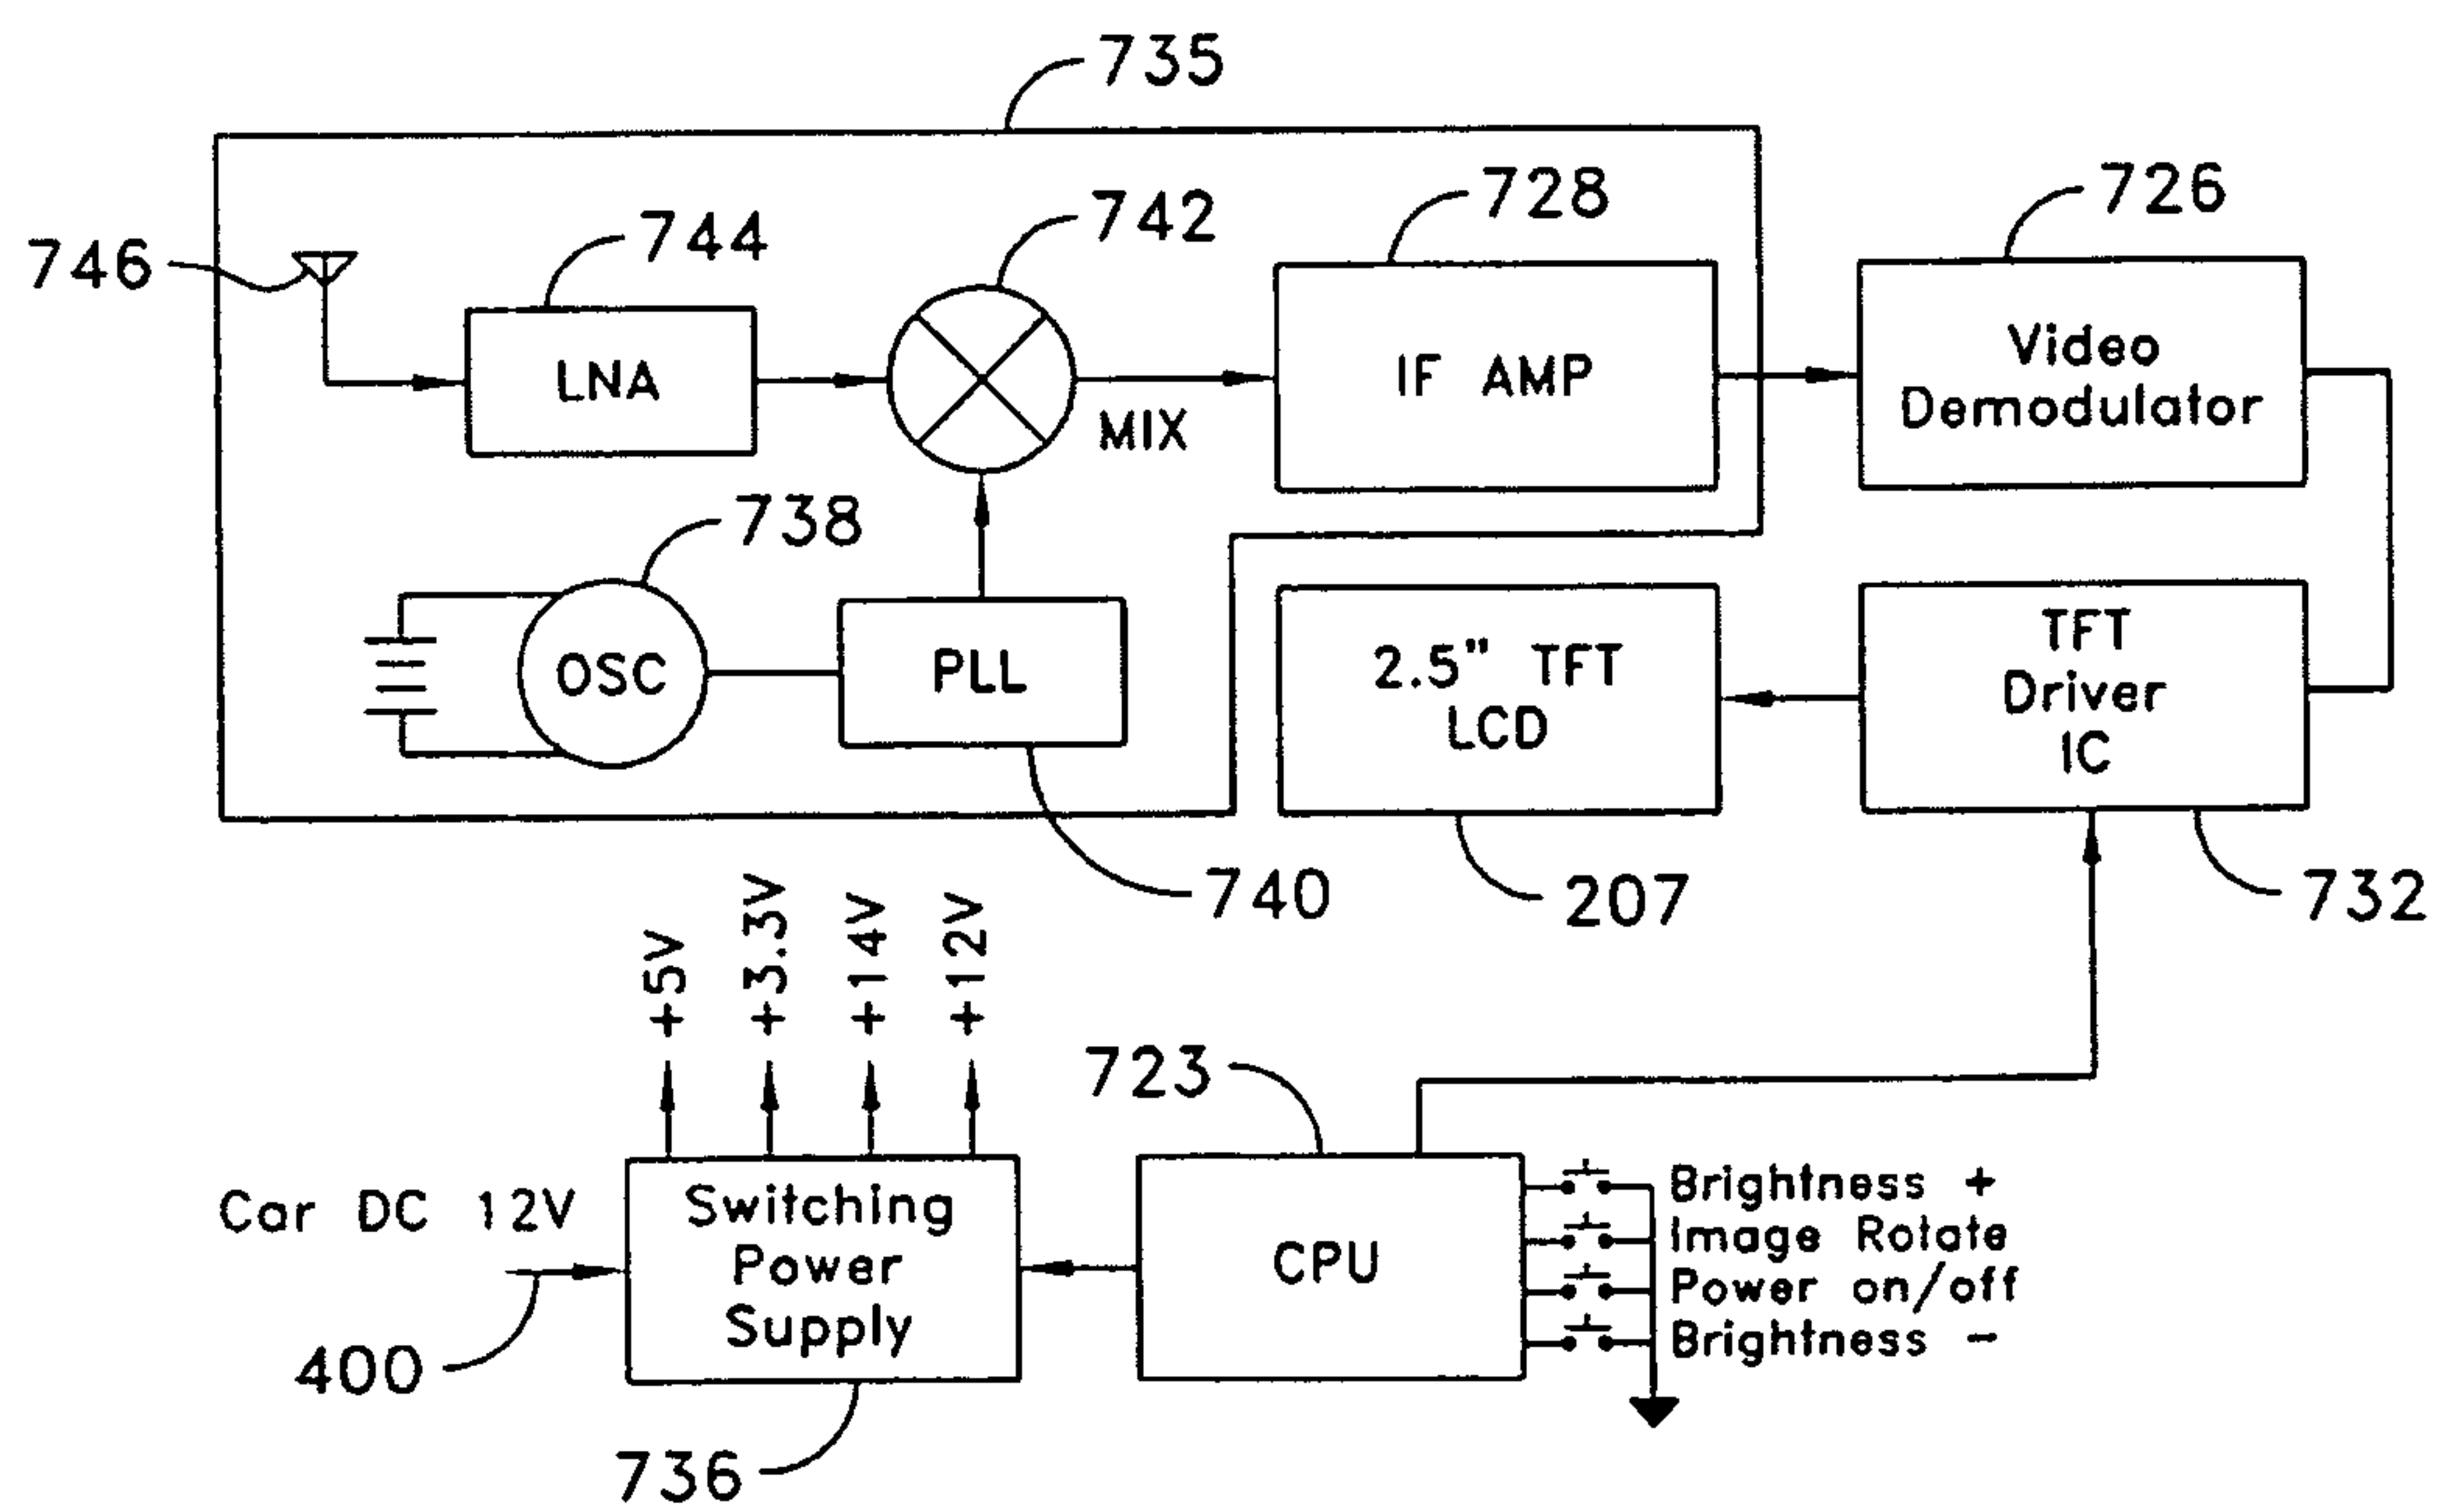 735
746
744
742
728
726
LNA
MIX
IF AMP
Video
Demodulator
738
OSC
PLL
2.5" TFT
LCD
TFT
Driver
IC
740
207
732
+5V
+3.3V
+14V
+12V
723
Car DC 12V
400
Switching
Power
Supply
736
CPU
Brightness +
Image Rotate
Power on/off
Brightness -